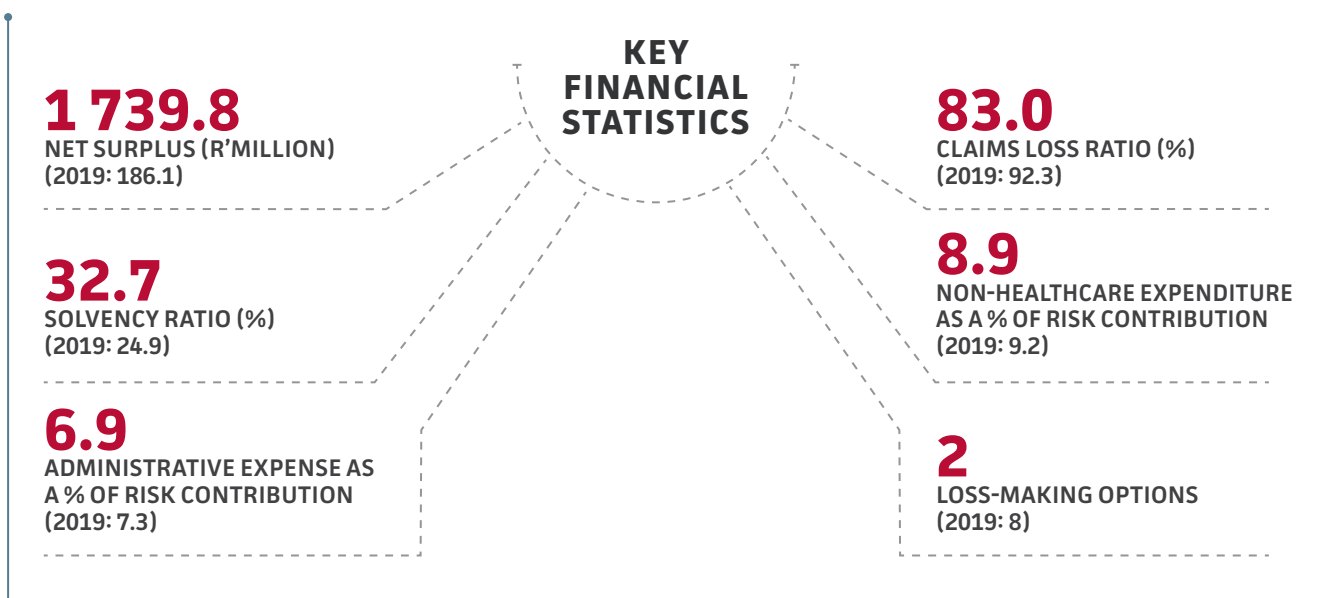 KEY
FINANCIAL
STATISTICS
1 739.8
NET SURPLUS (R’MILLION)
(2019: 186.1)
32.7
SOLVENCY RATIO (%)
(2019: 24.9)
6.9
ADMINISTRATIVE EXPENSE AS
A % OF RISK CONTRIBUTION
(2019: 7.3)
83.0
CLAIMS LOSS RATIO (%)
(2019: 92.3)
8.9
NON-HEALTHCARE EXPENDITURE
AS A % OF RISK CONTRIBUTION
(2019: 9.2)
2
LOSS-MAKING OPTIONS
(2019: 8)